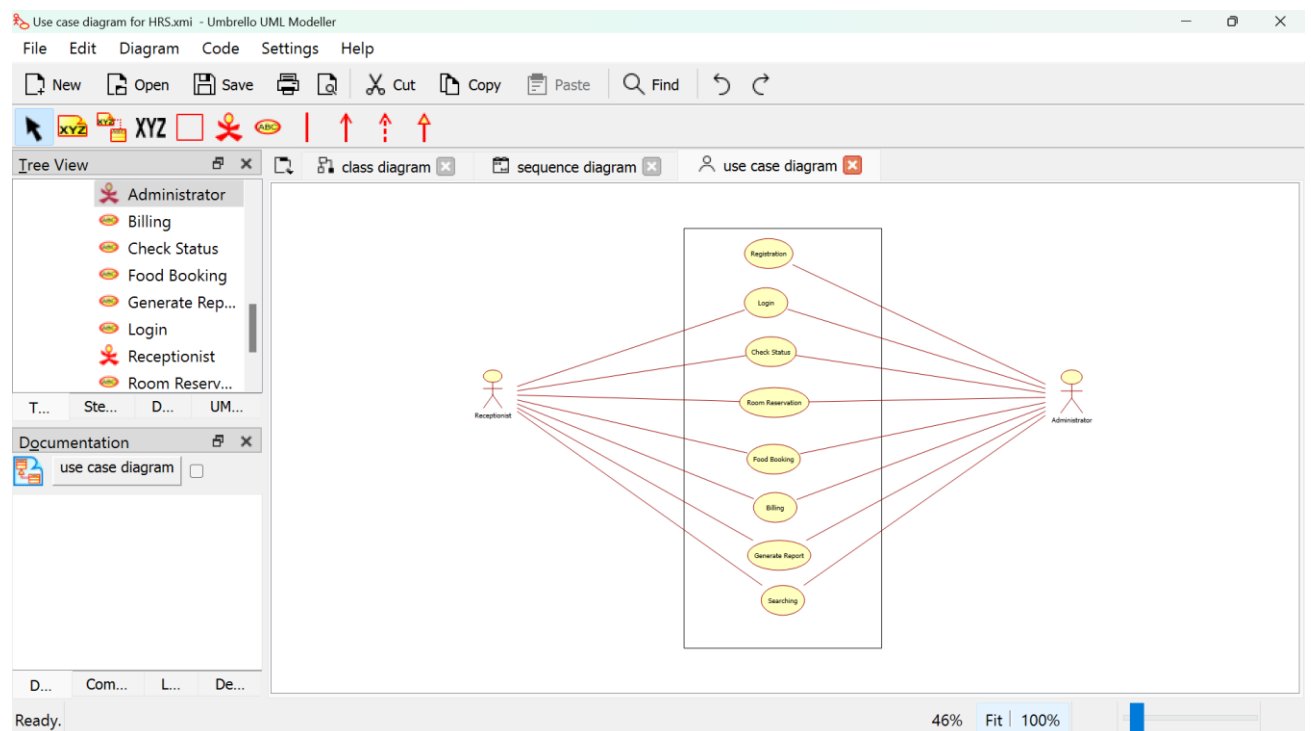 Use case diagram for HRS.xmi - Umbrello UML Modeller
File Edit Diagram Code Settings Help
New Open Save Cut Copy Paste Find
XYZ XYZ XYZ ABC
Tree View
class diagram sequence diagram use case diagram
Administrator
Billing
Check Status
Food Booking
Generate Rep...
Login
Receptionist
Room Reserv...
T... Ste... D... UM...
Documentation
use case diagram
D... Com... L... De...
Registration
Login
Check Status
Room Reservation
Food Booking
Billing
Generate Report
Searching
Receptionist
Administrator
Ready.
46% Fit 100%